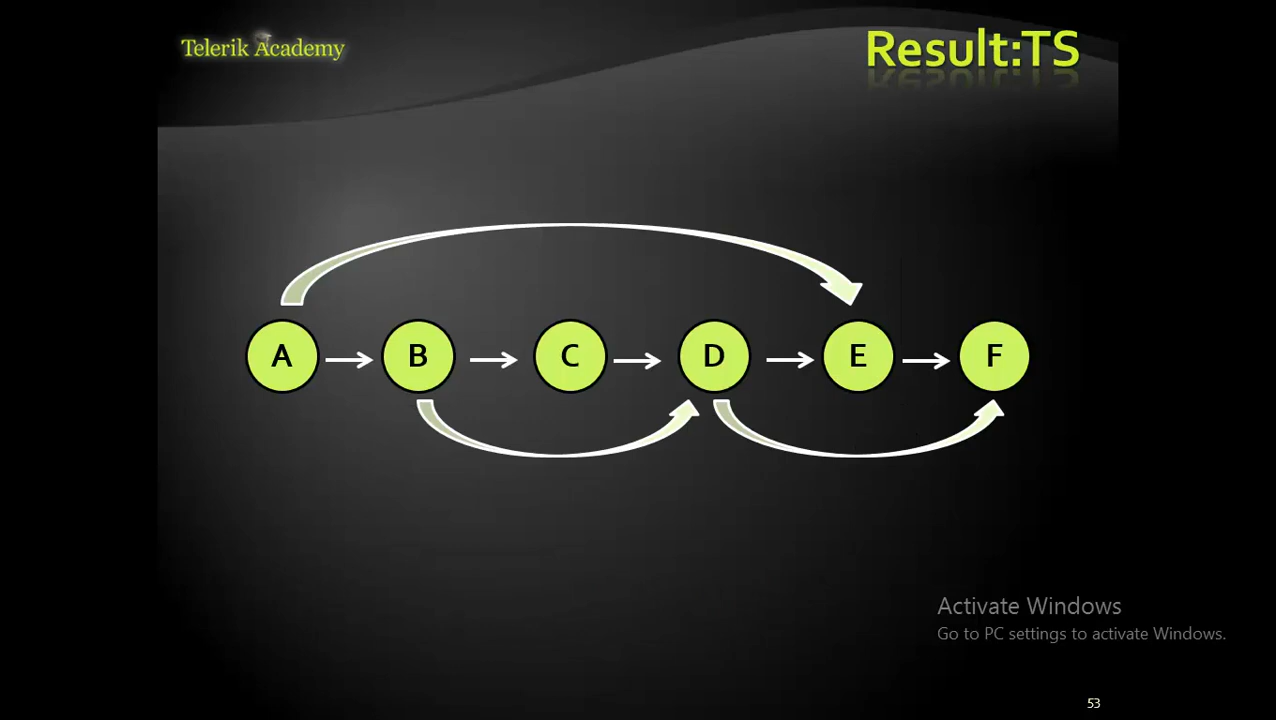 Telerik Academy
Result:TS
A
B
C
D
E
F
Activate Windows
Go to PC settings to activate Windows.
53